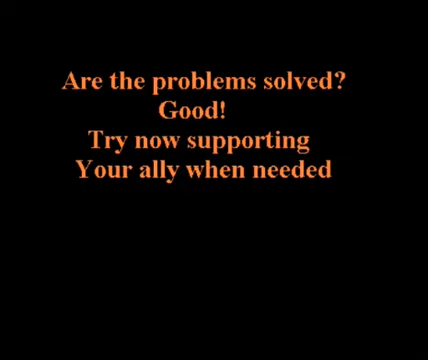 Are the problems solved?
Good!
Try now supporting
Your ally when needed